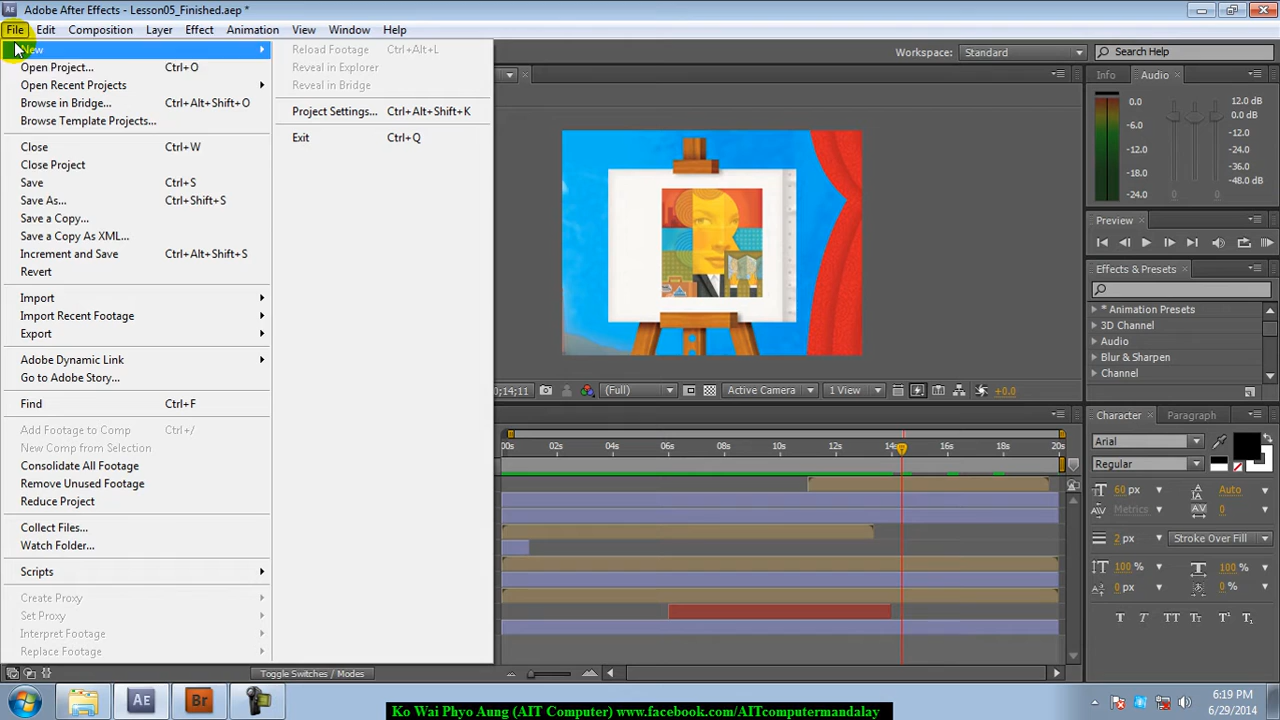 Adobe After Effects - Lesson05_Finished.aep *
File Edit Composition Layer Effect Animation View Window Help
Workspace: Standard Search Help
New
Open Project... Ctrl+O
Open Recent Projects
Browse in Bridge... Ctrl+Alt+Shift+O
Browse Template Projects...
Close Ctrl+W
Close Project
Save Ctrl+S
Save As... Ctrl+Shift+S
Save a Copy...
Save a Copy As XML...
Increment and Save Ctrl+Alt+Shift+S
Revert
Import
Import Recent Footage
Export
Adobe Dynamic Link
Go to Adobe Story...
Find Ctrl+F
Add Footage to Comp Ctrl+/
New Comp from Selection
Consolidate All Footage
Remove Unused Footage
Reduce Project
Collect Files...
Watch Folder...
Scripts
Create Proxy
Set Proxy
Interpret Footage
Replace Footage
Reload Footage Ctrl+Alt+L
Reveal in Explorer
Reveal in Bridge
Project Settings... Ctrl+Alt+Shift+K
Exit Ctrl+Q
Info Audio
0.0 12.0 dB
0.0 dB
-6.0 -12.0
-12.0 -24.0
-18.0 -36.0
-24.0 -48.0 dB
Preview
Effects & Presets
* Animation Presets
3D Channel
Audio
Blur & Sharpen
Channel
;14;11 (Full) Active Camera 1 View +0.0
00s 02s 04s 06s 08s 10s 12s 14s 16s 18s 20s
Character Paragraph
Arial
Regular
60 px Auto
Metrics 0
2 px Stroke Over Fill
100 % 100 %
0 px 0 %
T T TT Tt T¹ T₁
Toggle Switches / Modes
Ae Br
6:19 PM
6/29/2014
Ko Wai Phyo Aung (AIT Computer) www.facebook.com/AITcomputermandalay